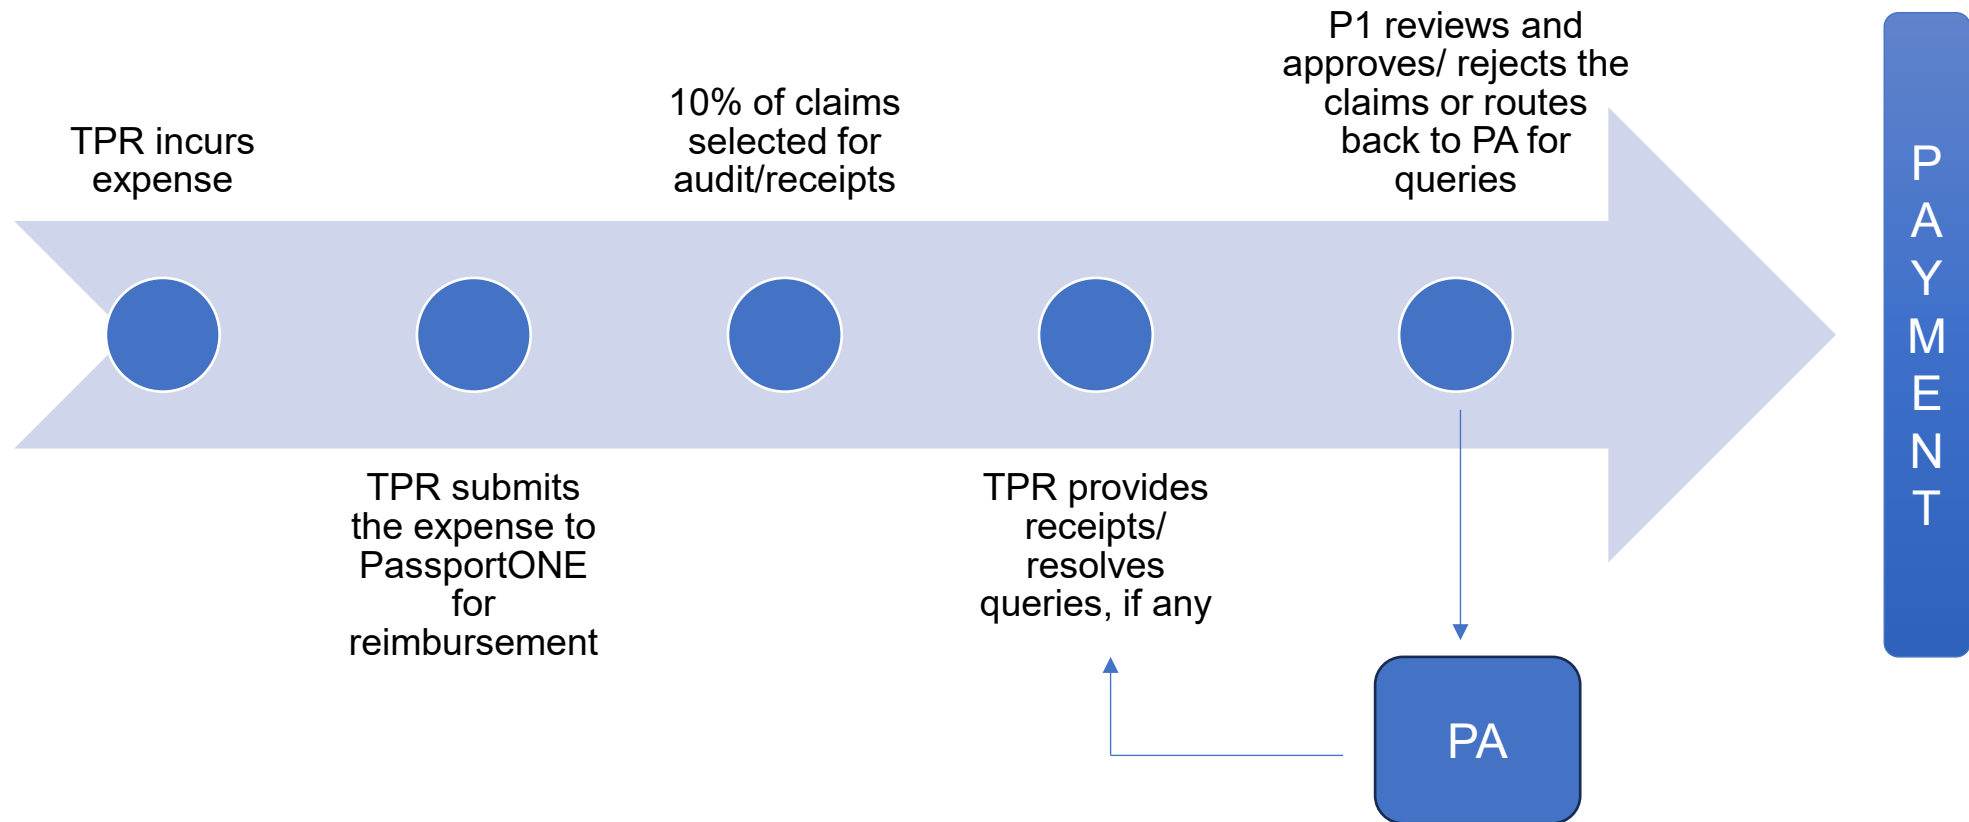 TPR incurs
expense
TPR submits
the expense to
PassportONE
for
reimbursement
10% of claims
selected for
audit/receipts
TPR provides
receipts/
resolves
queries, if any
P1 reviews and
approves/ rejects the
claims or routes
back to PA for
queries
PA
P
A
Y
M
E
N
T